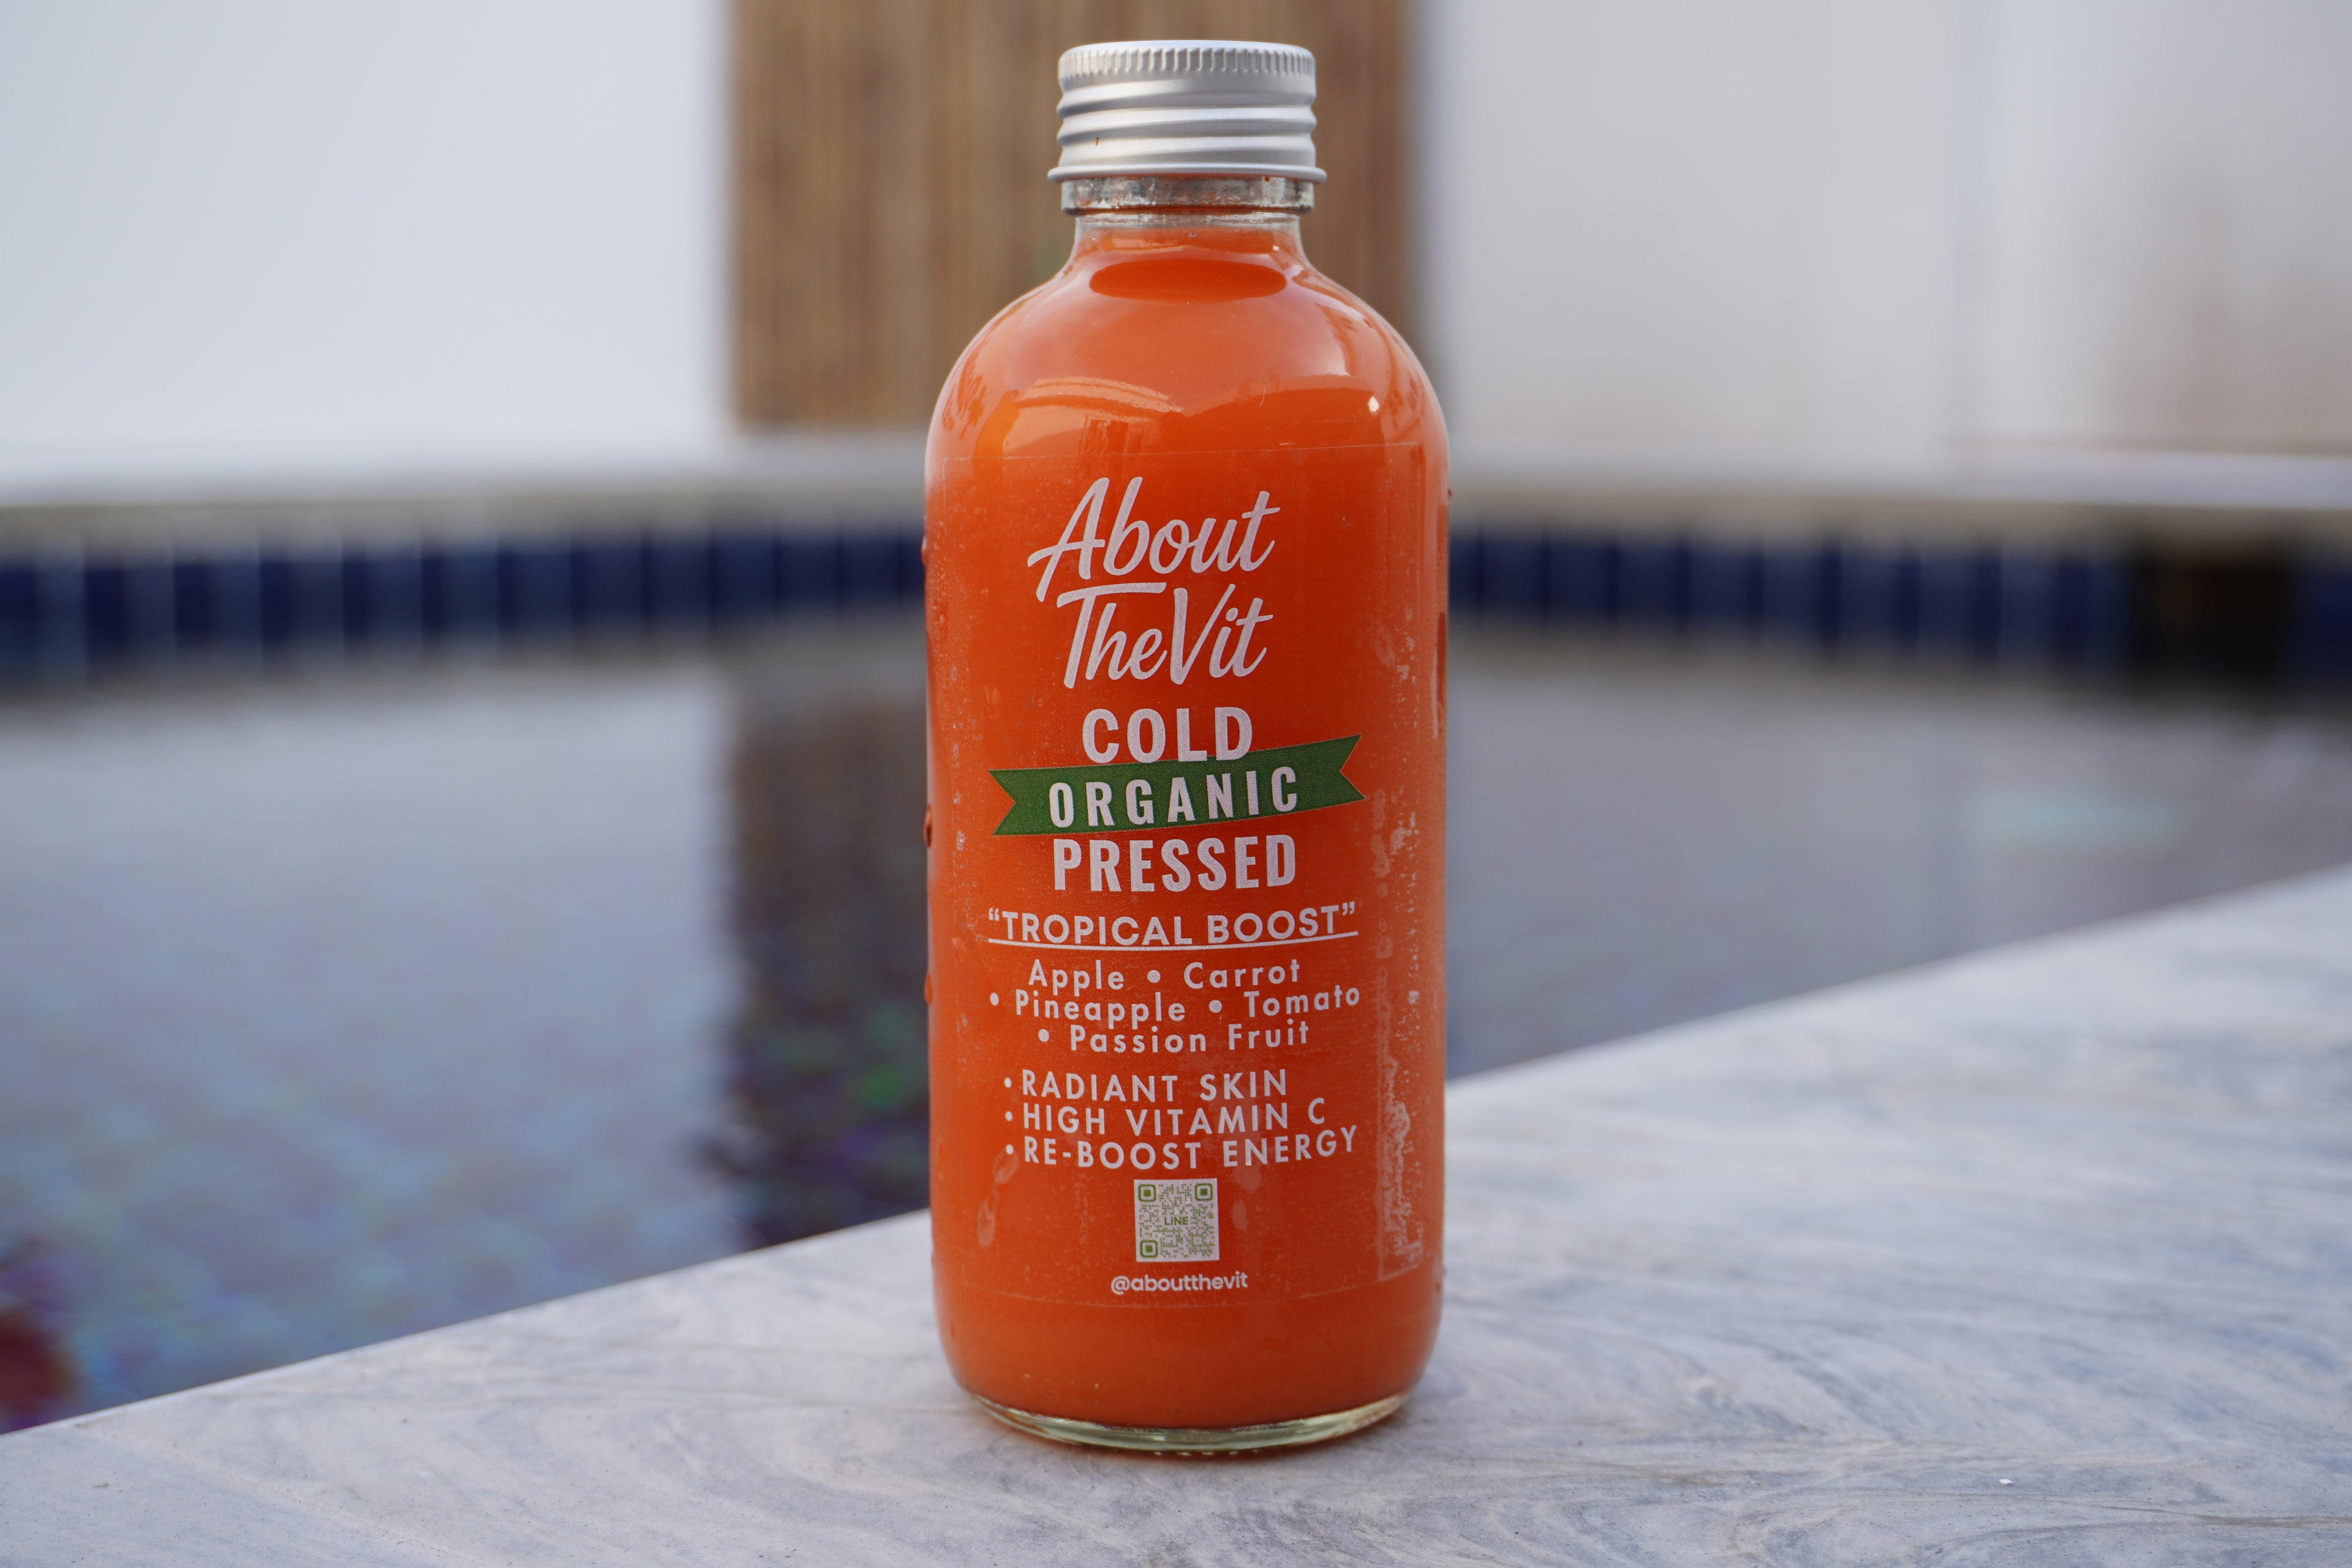 About
TheVit
COLD
ORGANIC
PRESSED
“TROPICAL BOOST”
Apple • Carrot
• Pineapple • Tomato
• Passion Fruit
• RADIANT SKIN
• HIGH VITAMIN C
• RE-BOOST ENERGY
LINE
@aboutthevit